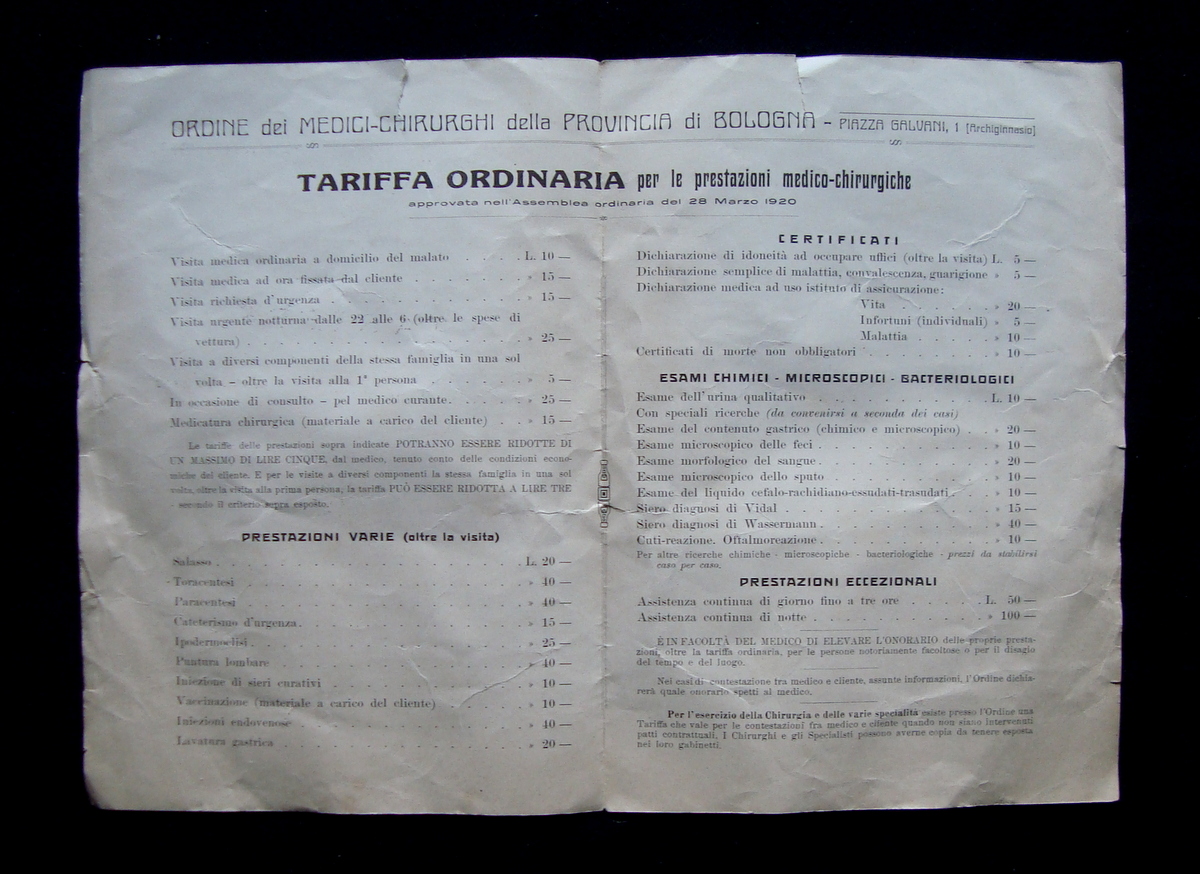 ORDINE dei MEDICI-CHIRURGHI della PROVINCIA di BOLOGNA - PIAZZA GALVANI, 1 [Archiginnasio]
TARIFFA ORDINARIA per le prestazioni medico-chirurgiche
approvata nell'Assemblea ordinaria del 28 Marzo 1920
Visita medica ordinaria a domicilio del malato . . . . L. 10 —
Visita medica ad ora fissata dal cliente . . . . . . . » 15 —
Visita richiesta d'urgenza . . . . . . . . . . . » 15 —
Visita urgente notturna dalle 22 alle 6 (oltre le spese di
vettura) . . . . . . . . . . . . . . » 25 —
Visita a diversi componenti della stessa famiglia in una sol
volta - oltre la visita alla 1ª persona . . . . . . » 5 —
In occasione di consulto - pel medico curante . . . . . » 25 —
Medicatura chirurgica (materiale a carico del cliente) . . » 15 —
Le tariffe delle prestazioni sopra indicate POTRANNO ESSERE RIDOTTE DI
UN MASSIMO DI LIRE CINQUE, dal medico, tenuto conto delle condizioni econo-
miche del cliente. E per le visite a diversi componenti la stessa famiglia in una sol
volta, oltre la visita alla prima persona, la tariffa PUÒ ESSERE RIDOTTA A LIRE TRE
- secondo il criterio sopra esposto.
PRESTAZIONI VARIE (oltre la visita)
Salasso . . . . . . . . . . . . . . . L. 20 —
Toracentesi . . . . . . . . . . . . . . » 40 —
Paracentesi . . . . . . . . . . . . . . » 40 —
Cateterismo d'urgenza . . . . . . . . . . . » 15 —
Ipodermoclisi . . . . . . . . . . . . . . » 25 —
Puntura lombare . . . . . . . . . . . . . » 40 —
Iniezione di sieri curativi . . . . . . . . . . » 10 —
Vaccinazione (materiale a carico del cliente) . . . . . » 10 —
Iniezioni endovenose . . . . . . . . . . . . » 40 —
Lavatura gastrica . . . . . . . . . . . . . » 20 —
CERTIFICATI
Dichiarazione di idoneità ad occupare uffici (oltre la visita) L. 5 —
Dichiarazione semplice di malattia, convalescenza, guarigione » 5 —
Dichiarazione medica ad uso istituto di assicurazione:
Vita . . . . . . » 20 —
Infortuni (individuali) » 5 —
Malattia . . . . . » 10 —
Certificati di morte non obbligatori . . . . . . . » 10 —
ESAMI CHIMICI - MICROSCOPICI - BACTERIOLOGICI
Esame dell'urina qualitativo . . . . . . . . . . L. 10 —
Con speciali ricerche (da convenirsi a seconda dei casi)
Esame del contenuto gastrico (chimico e microscopico) . . » 20 —
Esame microscopico delle feci . . . . . . . . . » 10 —
Esame morfologico del sangue . . . . . . . . . » 20 —
Esame microscopico dello sputo . . . . . . . . . » 10 —
Esame del liquido cefalo-rachidiano-essudati-trasudati . . » 10 —
Siero diagnosi di Vidal . . . . . . . . . . . » 15 —
Siero diagnosi di Wassermann . . . . . . . . . » 40 —
Cuti-reazione. Oftalmoreazione . . . . . . . . . » 10 —
Per altre ricerche chimiche - microscopiche - bacteriologiche - prezzi da stabilirsi
caso per caso.
PRESTAZIONI ECCEZIONALI
Assistenza continua di giorno fino a tre ore . . . . . L. 50 —
Assistenza continua di notte . . . . . . . . . » 100 —
È IN FACOLTÀ DEL MEDICO DI ELEVARE L'ONORARIO delle proprie presta-
zioni, oltre la tariffa ordinaria, per le persone notoriamente facoltose o per il disagio
del tempo e del luogo.
Nei casi di contestazione tra medico e cliente, assunte informazioni, l'Ordine dichia-
rerà quale onorario spetti al medico.
Per l'esercizio della Chirurgia e delle varie specialità esiste presso l'Ordine una
Tariffa che vale per le contestazioni fra medico e cliente quando non siano intervenuti
patti contrattuali. I Chirurghi e gli Specialisti possono averne copia da tenere esposta
nei loro gabinetti.